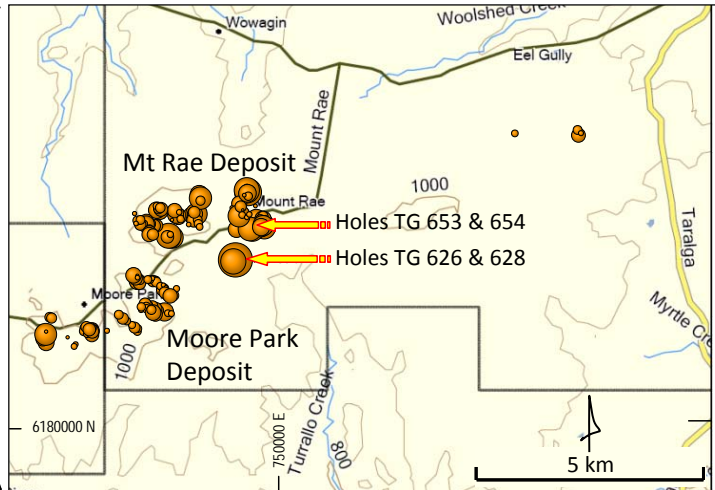 Wowagin
Woolshed Creek
Eel Gully
Mount Rae
Mt Rae Deposit
1000
Mount Rae
Holes TG 653 & 654
Taralga
Holes TG 626 & 628
Moore Park
Myrtle Cre
1000
Moore Park
Deposit
Turrallo Creek
6180000 N
750000 E
800
5 km